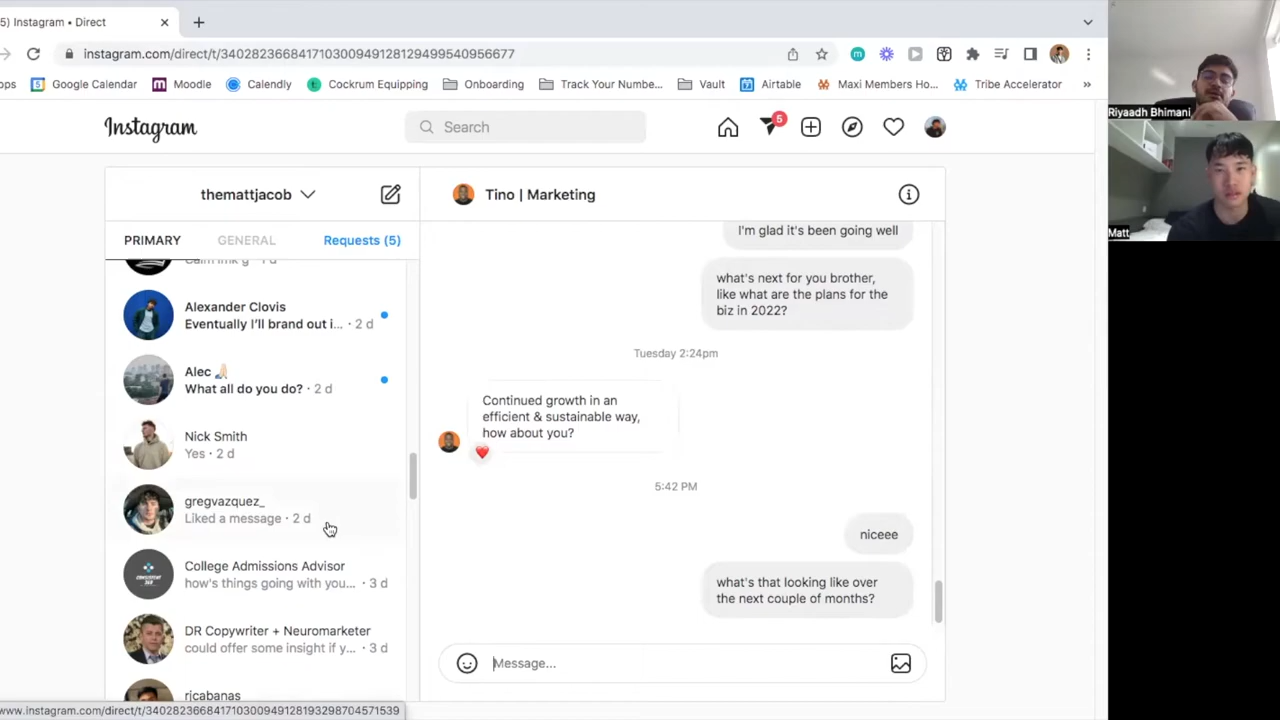 5) Instagram • Direct
instagram.com/direct/t/340282366841710300949128129499540956677
ops
Google Calendar
Moodle
Calendly
Cockrum Equipping
Onboarding
Track Your Numbe...
Vault
Airtable
Maxi Members Ho...
Tribe Accelerator
»
Instagram
Search
5
themattjacob
PRIMARY
GENERAL
Requests (5)
Alexander Clovis
Eventually I'll brand out i... · 2 d
Alec 🙏🏻
What all do you do? · 2 d
Nick Smith
Yes · 2 d
gregvazquez_
Liked a message · 2 d
College Admissions Advisor
how's things going with you... · 3 d
DR Copywriter + Neuromarketer
could offer some insight if y... · 3 d
rjcabanas
www.instagram.com/direct/t/340282366841710300949128193298704571539
Tino | Marketing
I'm glad it's been going well
what's next for you brother,
like what are the plans for the
biz in 2022?
Tuesday 2:24pm
Continued growth in an
efficient & sustainable way,
how about you?
5:42 PM
niceee
what's that looking like over
the next couple of months?
Message...
Riyaadh Bhimani
Matt